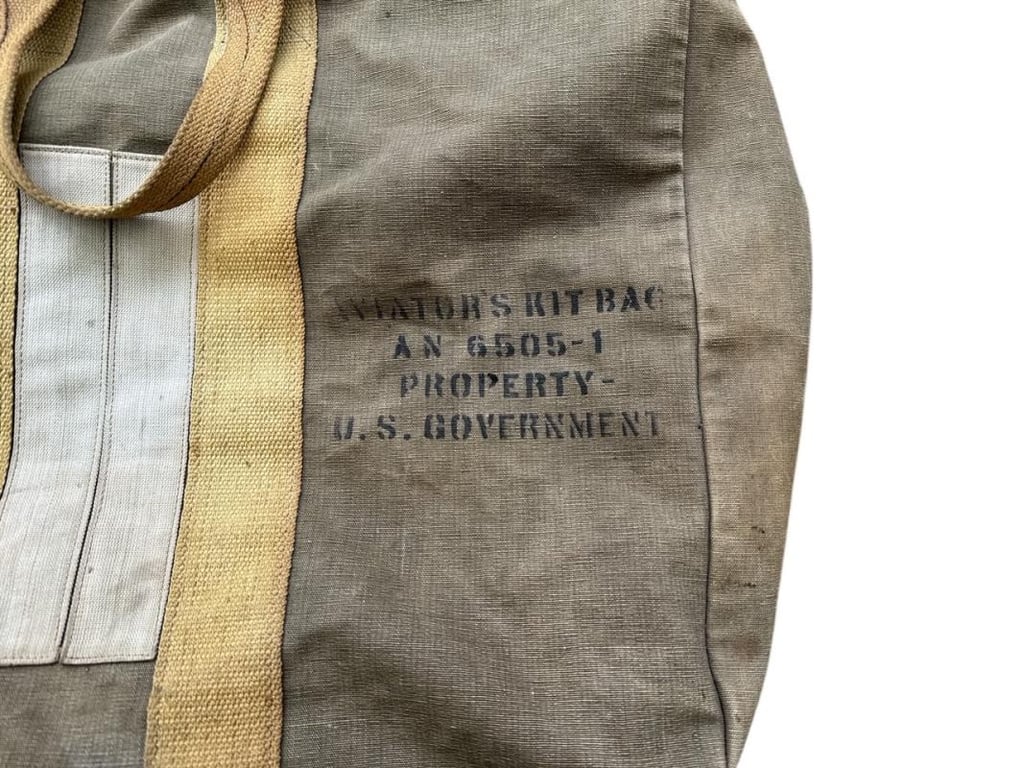 AVIATOR'S KIT BAG
AN 6505-1
PROPERTY-
U.S. GOVERNMENT